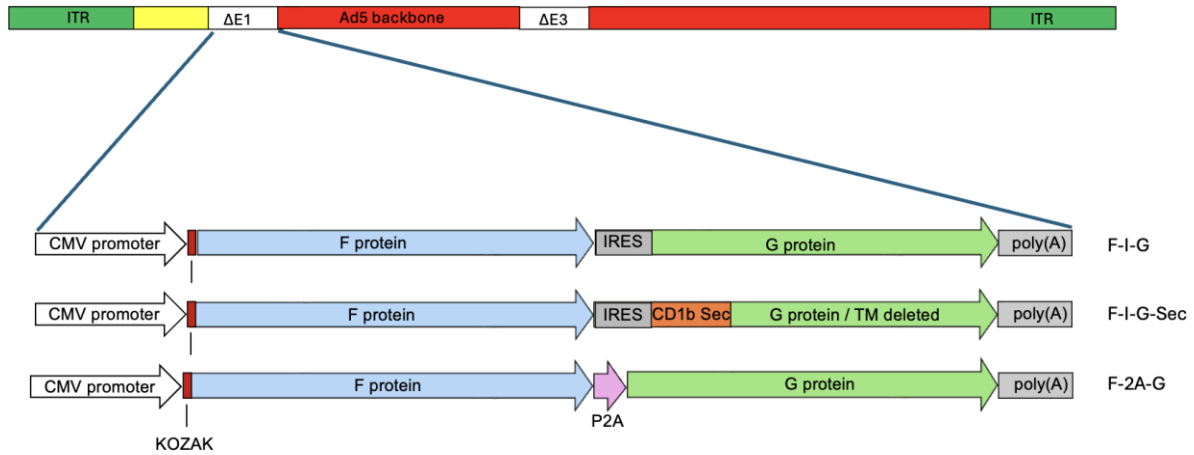 ITR ΔE1 Ad5 backbone ΔE3 ITR
CMV promoter F protein IRES G protein poly(A) F-I-G
CMV promoter F protein IRES CD1b Sec G protein / TM deleted poly(A) F-I-G-Sec
CMV promoter F protein G protein poly(A) F-2A-G
P2A
KOZAK